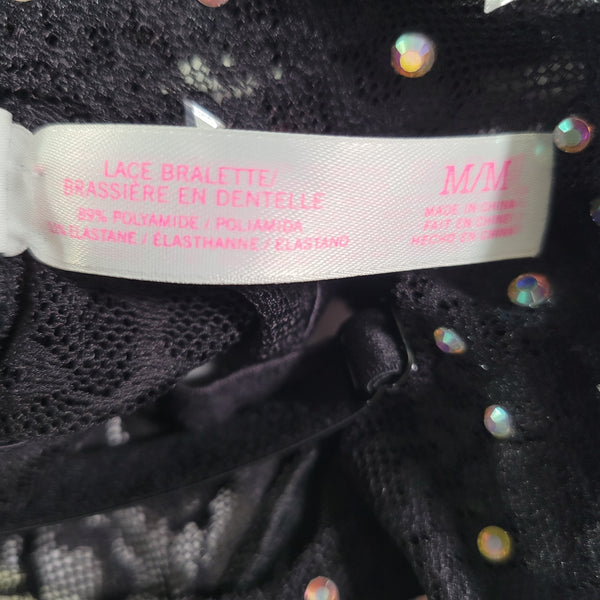 LACE BRALETTE/
BRASSIÈRE EN DENTELLE
89% POLYAMIDE / POLIAMIDA
ELASTANE / ÉLASTHANNE / ELASTANO
M/M
MADE IN CHINA
FAIT EN CHINE
HECHO EN CHINA